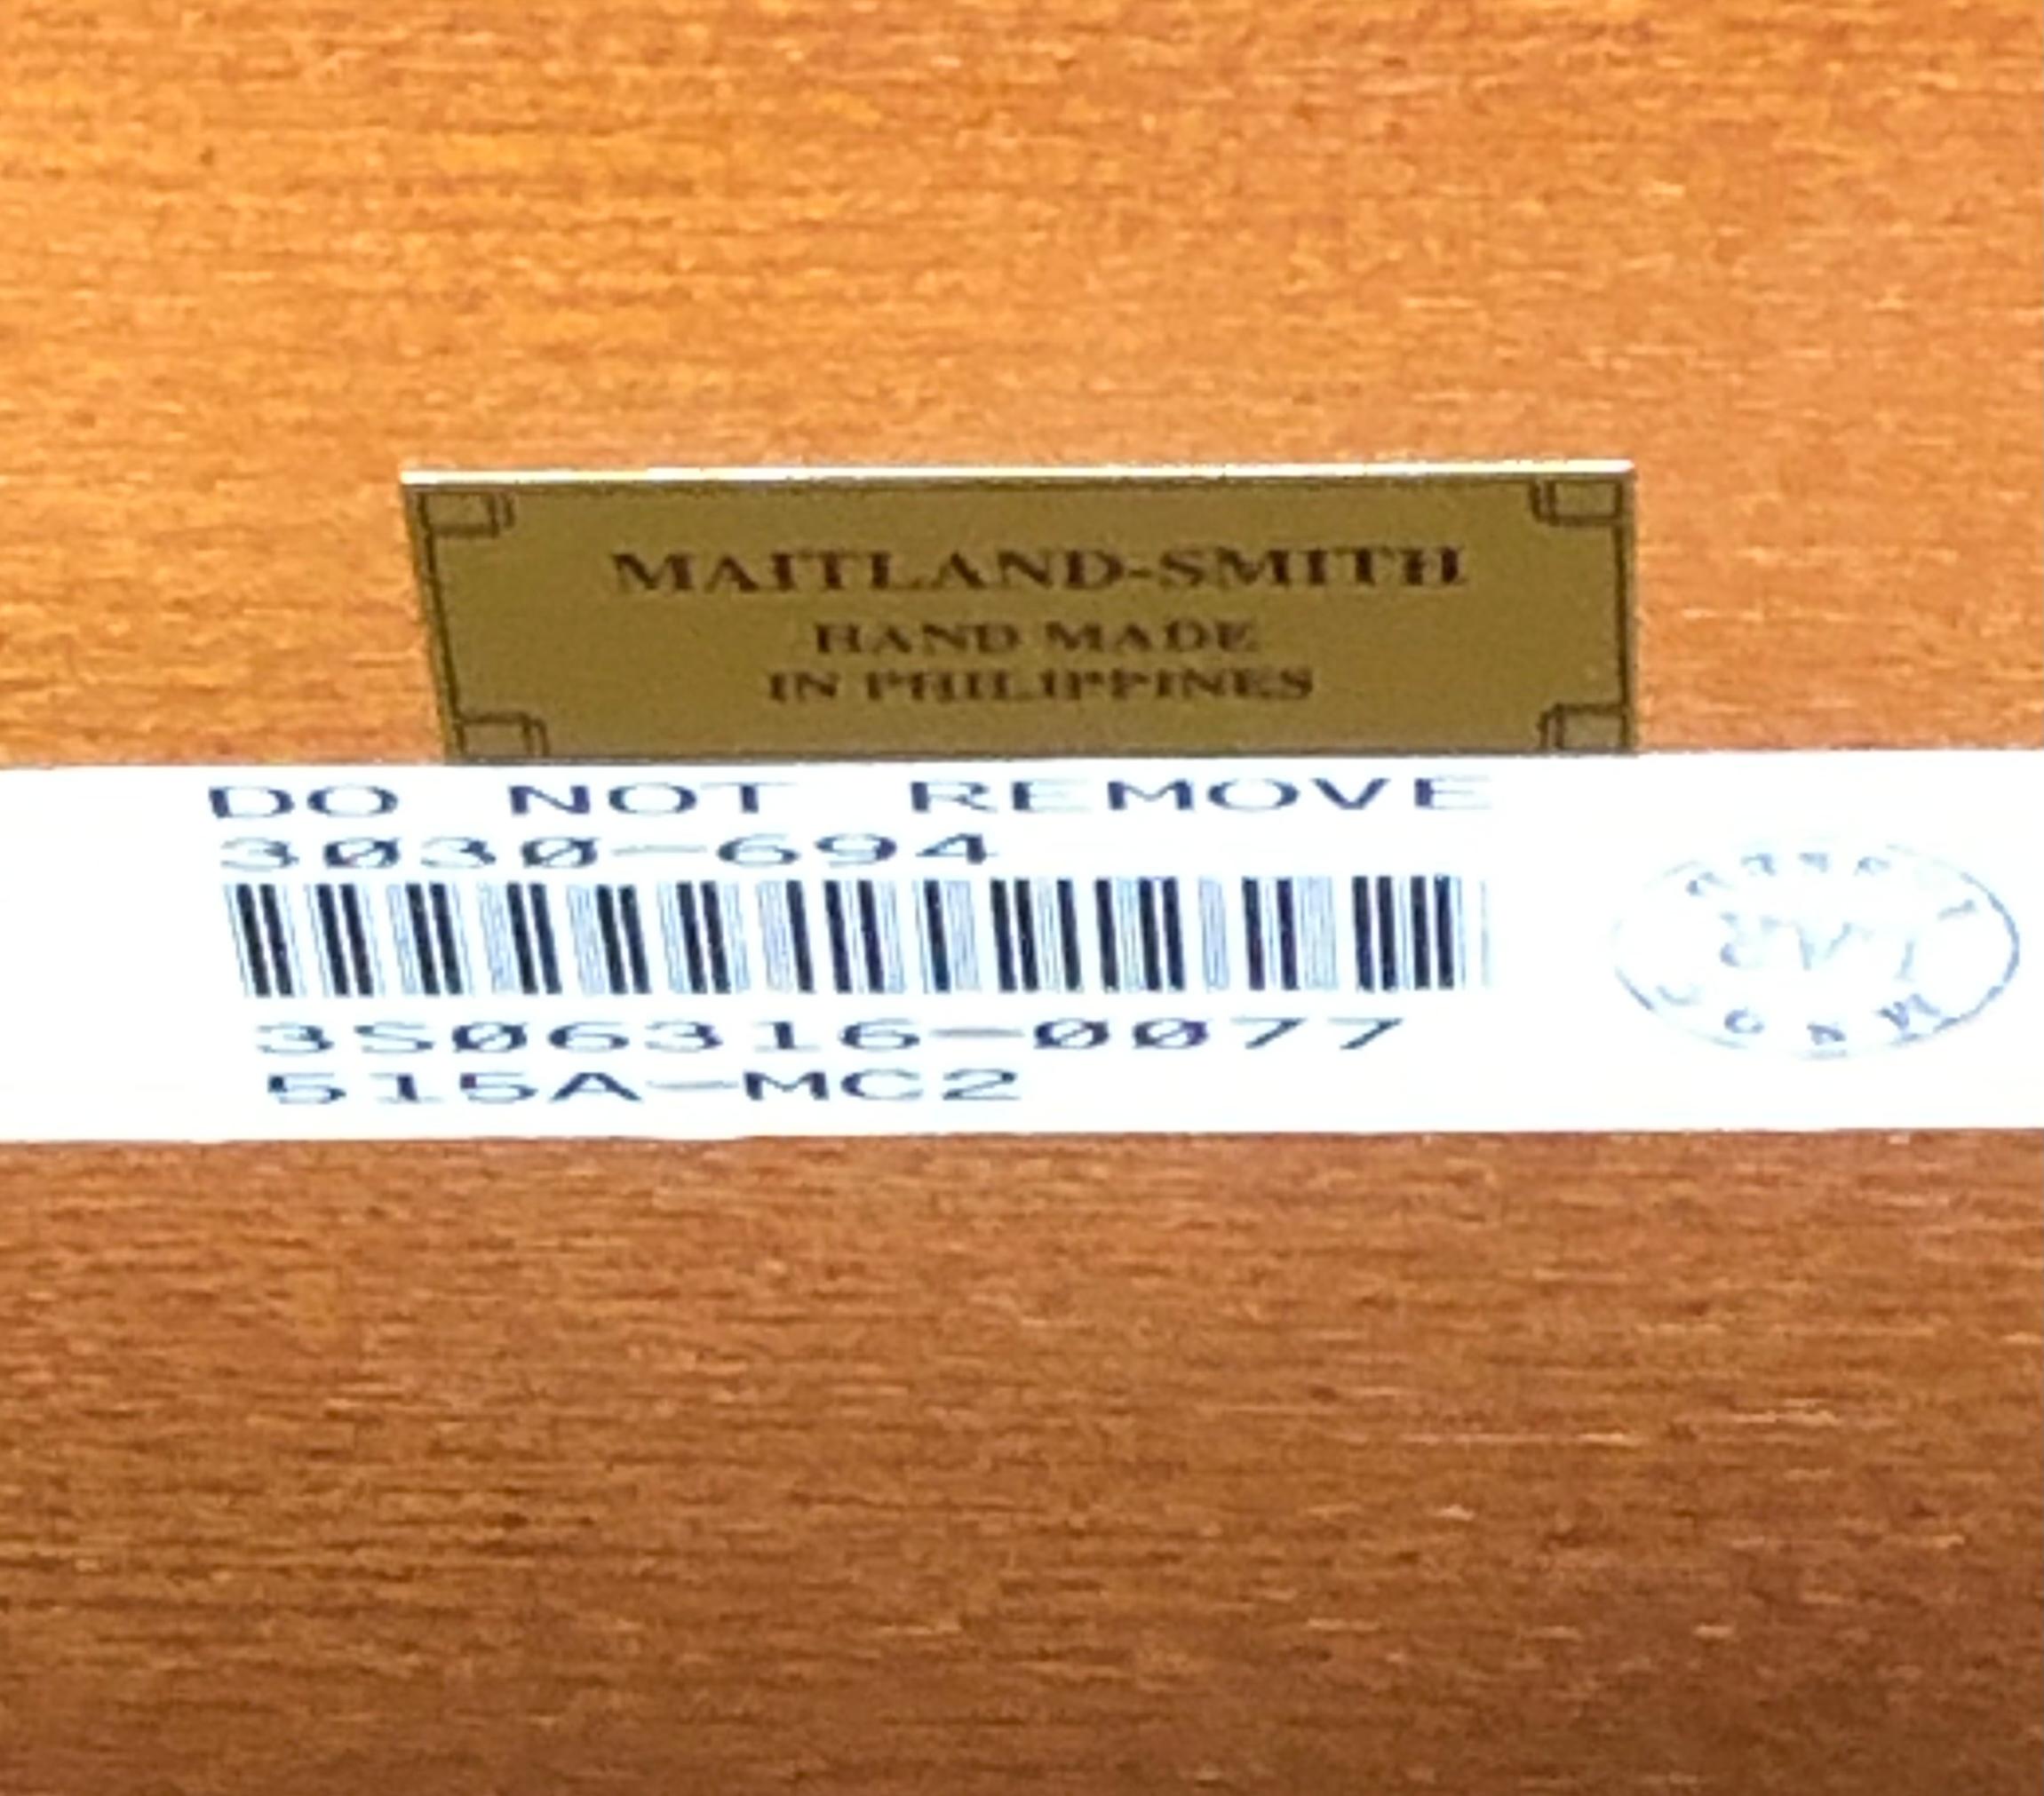 MAITLAND-SMITH
HAND MADE
IN PHILIPPINES
DO NOT REMOVE
3030-694
3S06316-0077
515A-MC2